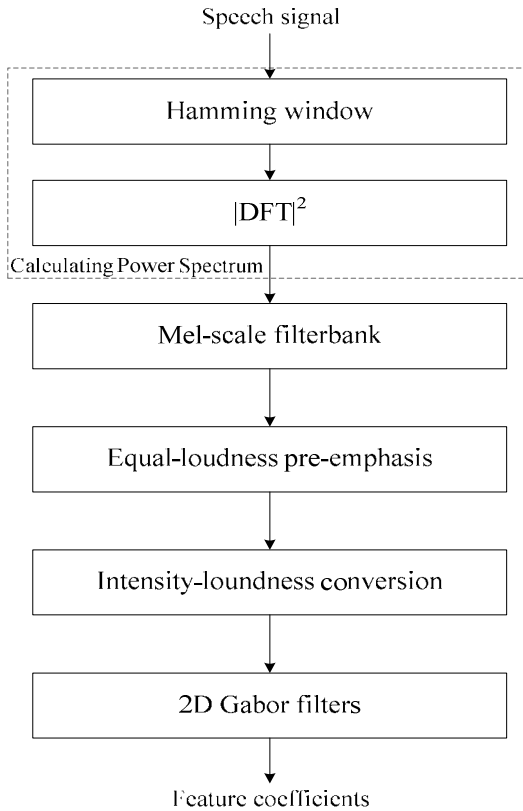 Speech signal
Hamming window
|DFT|²
Calculating Power Spectrum
Mel-scale filterbank
Equal-loudness pre-emphasis
Intensity-loundness conversion
2D Gabor filters
Feature coefficients